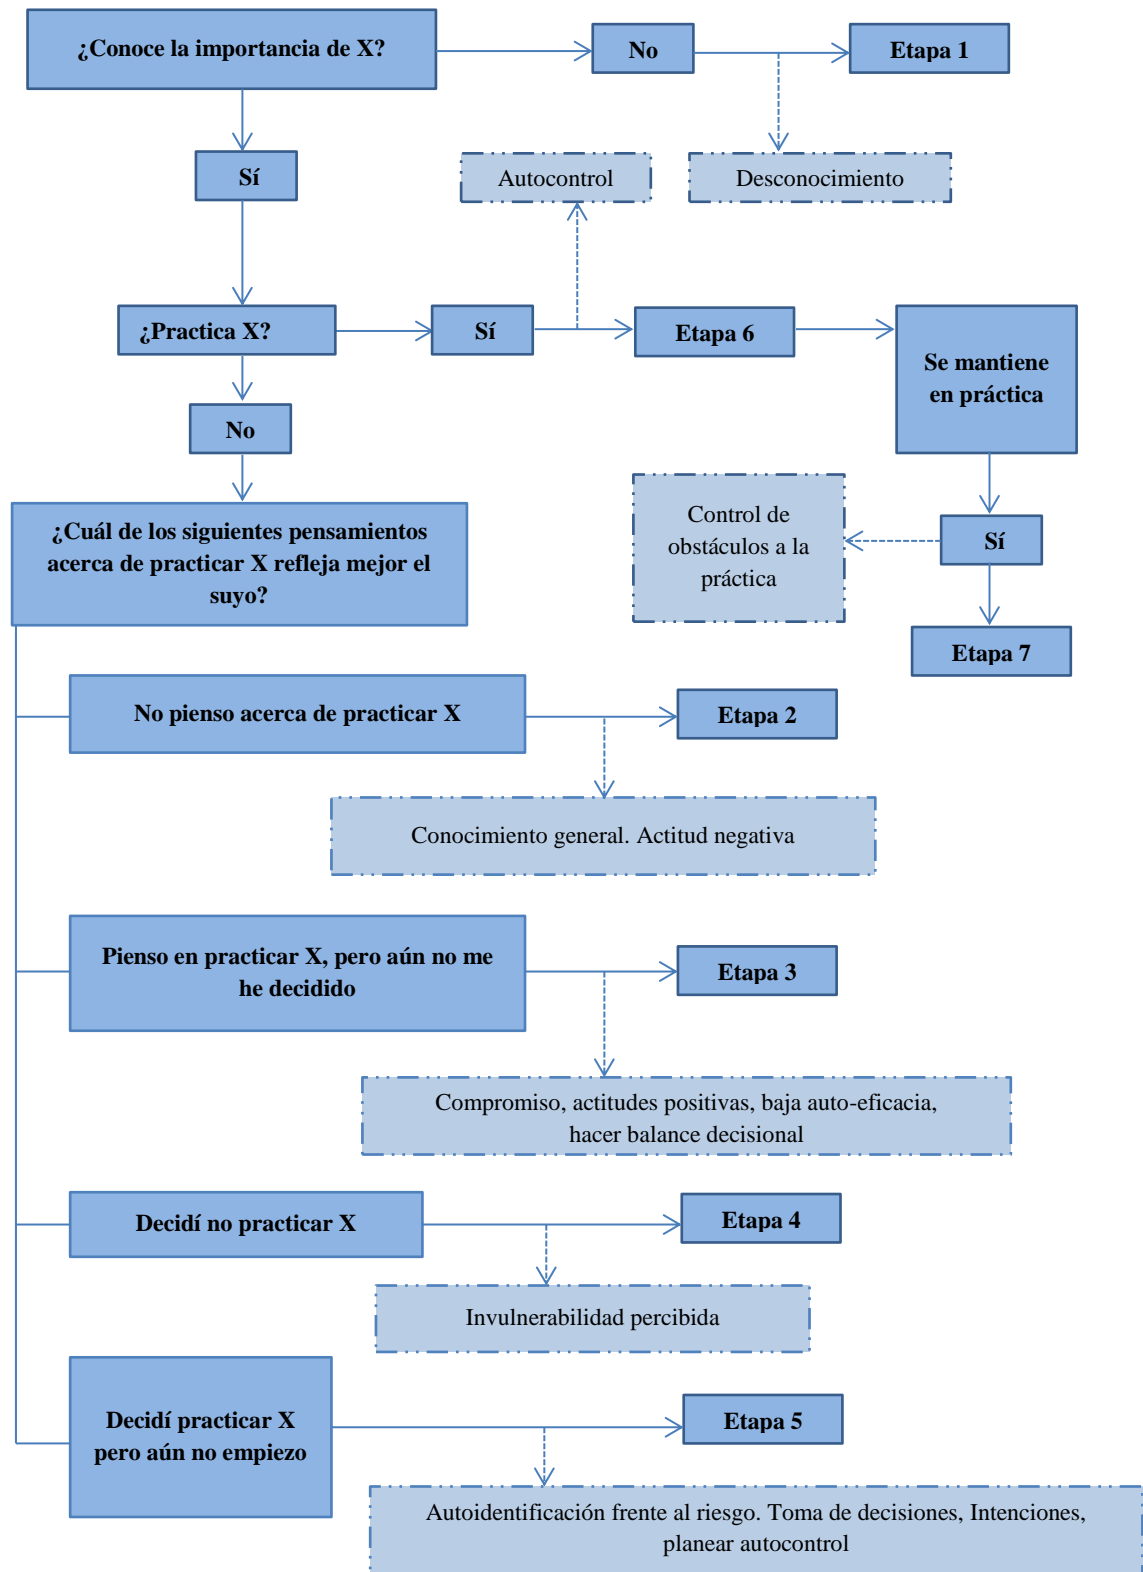 ¿Conoce la importancia de X?
No
Etapa 1
Sí
Autocontrol
Desconocimiento
¿Practica X?
Sí
Etapa 6
Se mantiene
en práctica
No
¿Cuál de los siguientes pensamientos
acerca de practicar X refleja mejor el
suyo?
Control de
obstáculos a la
práctica
Sí
Etapa 7
No pienso acerca de practicar X
Etapa 2
Conocimiento general. Actitud negativa
Pienso en practicar X, pero aún no me
he decidido
Etapa 3
Compromiso, actitudes positivas, baja auto-eficacia,
hacer balance decisional
Decidí no practicar X
Etapa 4
Invulnerabilidad percibida
Decidí practicar X
pero aún no empiezo
Etapa 5
Autoidentificación frente al riesgo. Toma de decisiones, Intenciones,
planear autocontrol